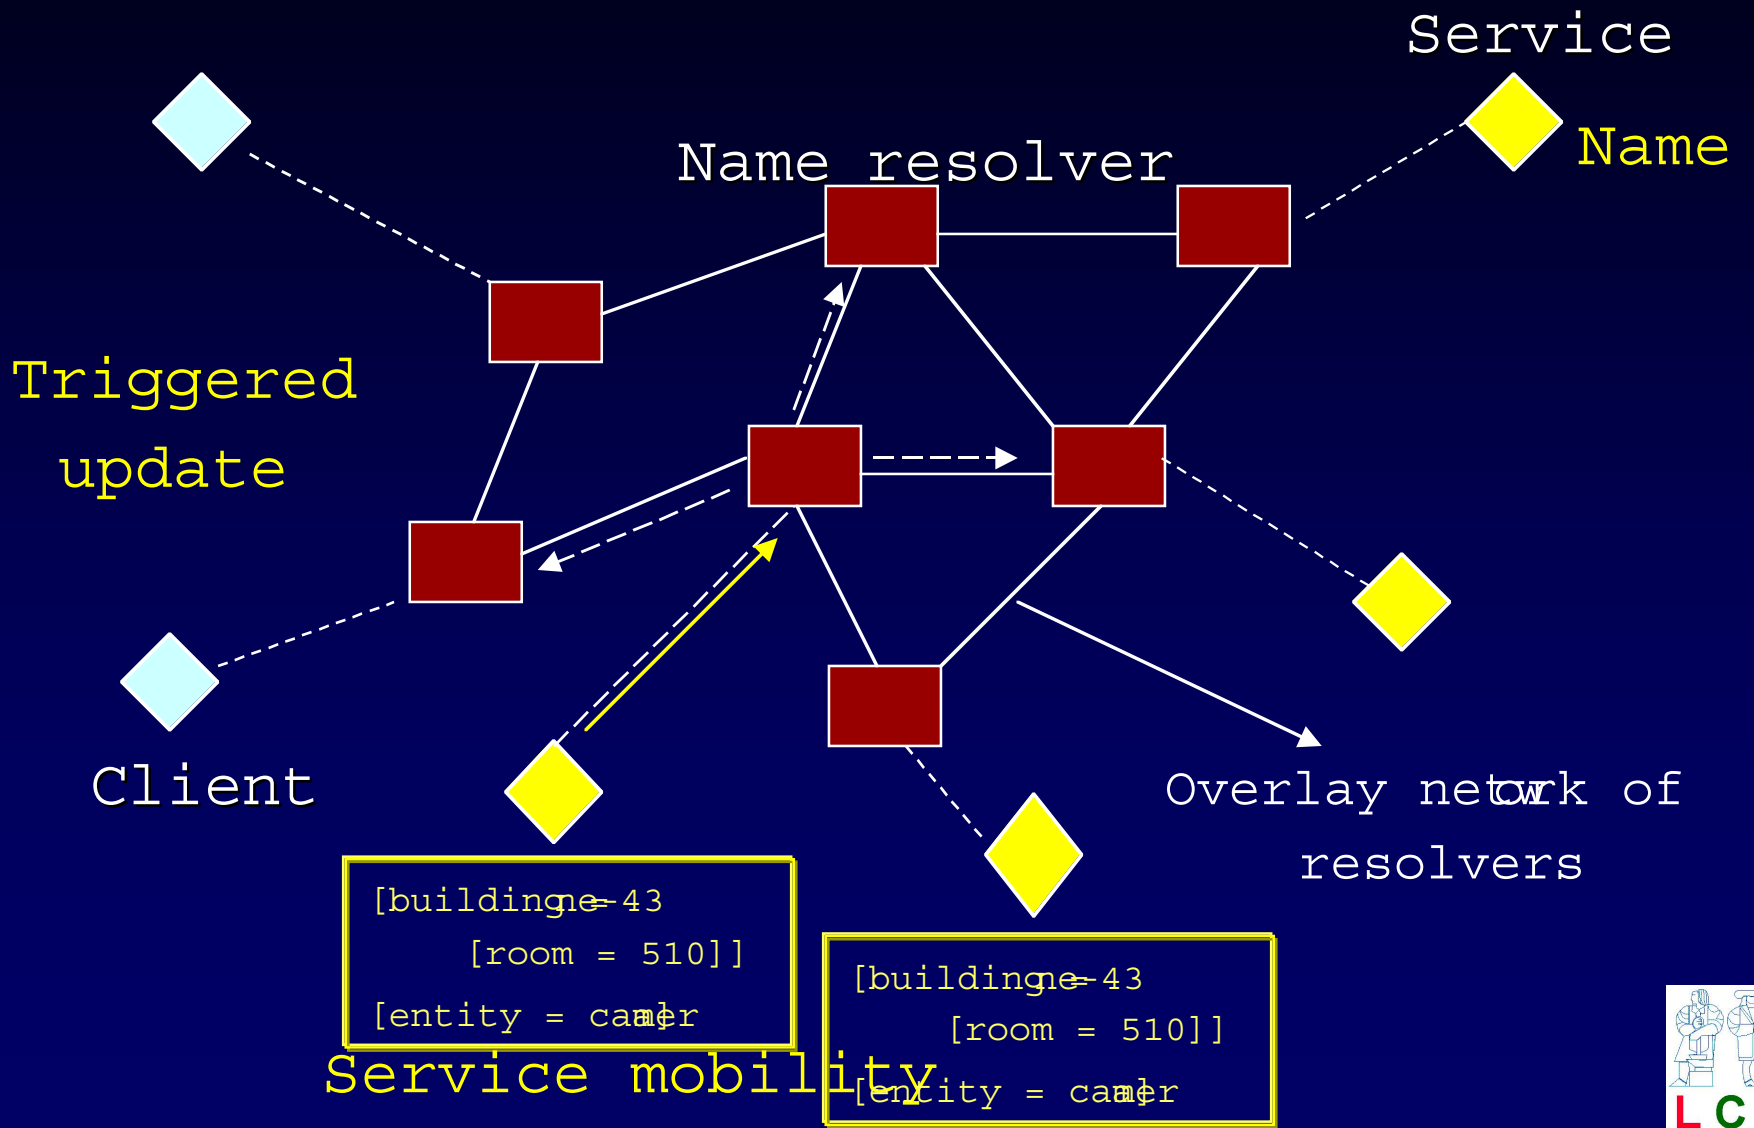 Service
Name
Name resolver
Triggered
update
Client
Overlay network of
resolvers
[building = ne-43
[room = 510]]
[entity = camera]
[building = ne-43
[room = 510]]
[entity = camera]
Service mobility
L C